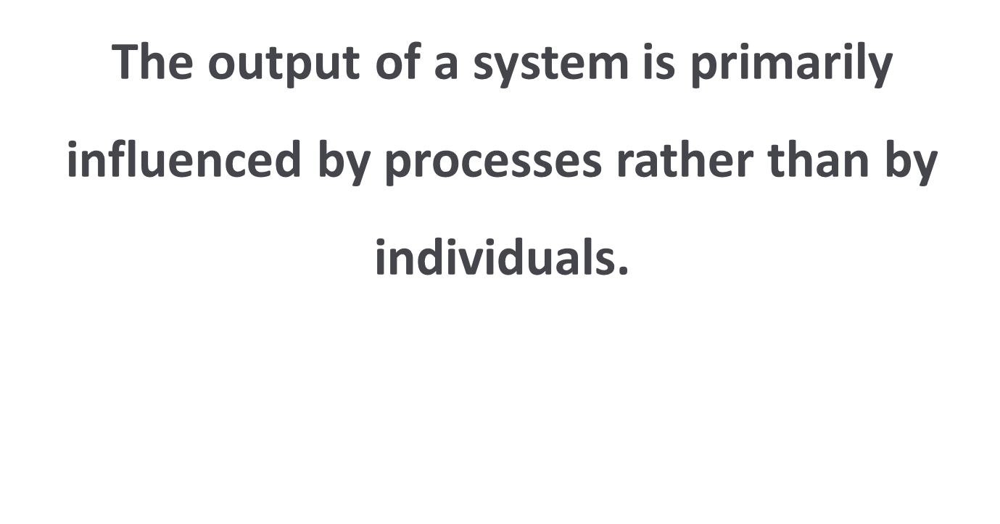 The output of a system is primarily
influenced by processes rather than by
individuals.